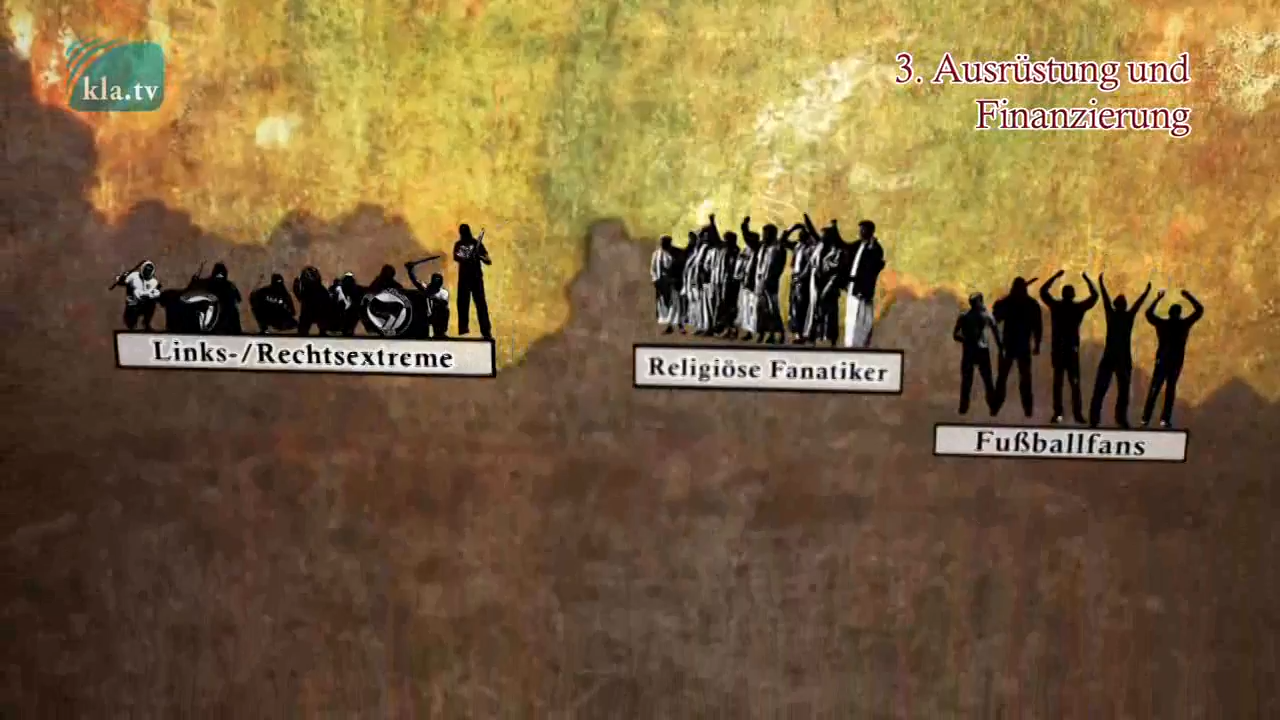 kla.tv
3. Ausrüstung und
Finanzierung
Links-/Rechtsextreme
Religiöse Fanatiker
Fußballfans